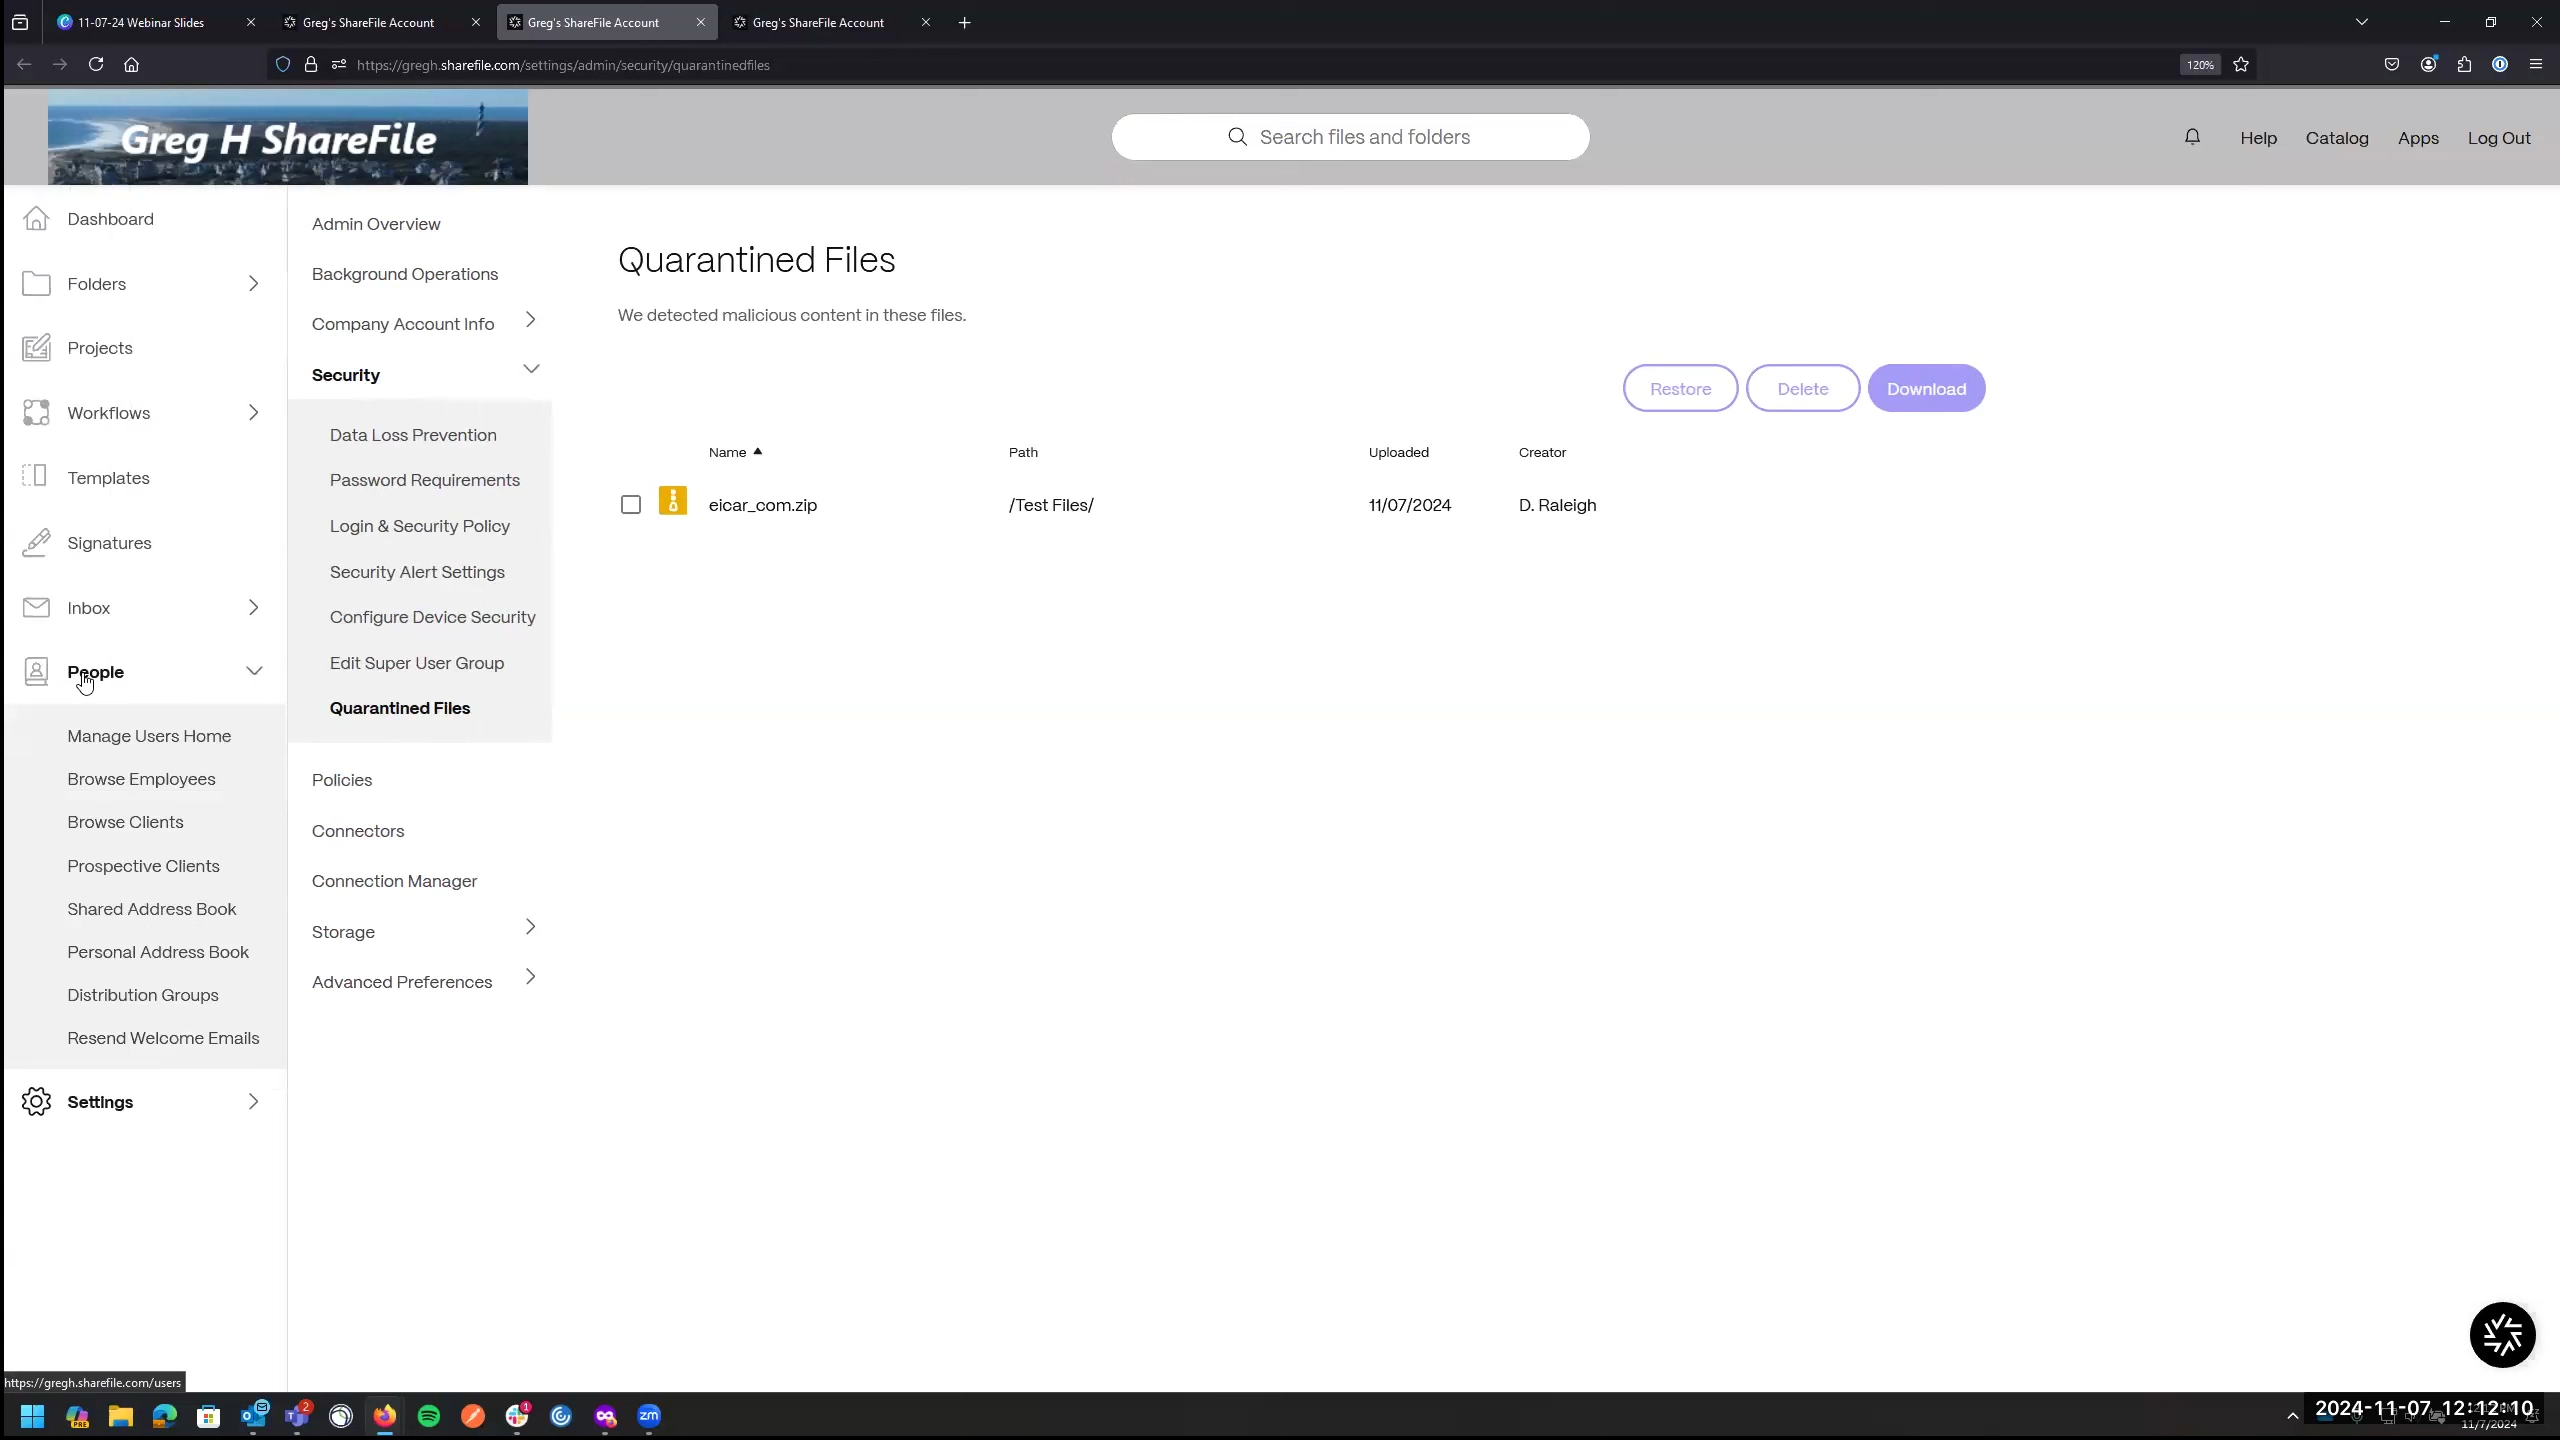 11-07-24 Webinar Slides
Greg's ShareFile Account
Greg's ShareFile Account
Greg's ShareFile Account
https://gregh.sharefile.com/settings/admin/security/quarantinedfiles
120%
Greg H ShareFile
Search files and folders
Help
Catalog
Apps
Log Out
Dashboard
Folders
Projects
Workflows
Templates
Signatures
Inbox
People
Manage Users Home
Browse Employees
Browse Clients
Prospective Clients
Shared Address Book
Personal Address Book
Distribution Groups
Resend Welcome Emails
Settings
Admin Overview
Background Operations
Company Account Info
Security
Data Loss Prevention
Password Requirements
Login & Security Policy
Security Alert Settings
Configure Device Security
Edit Super User Group
Quarantined Files
Policies
Connectors
Connection Manager
Storage
Advanced Preferences
Quarantined Files
We detected malicious content in these files.
Restore
Delete
Download
Name Path Uploaded Creator
eicar_com.zip /Test Files/ 11/07/2024 D. Raleigh
https://gregh.sharefile.com/users
PRE
2
1
zm
2024-11-07 12:12:10
11/7/2024